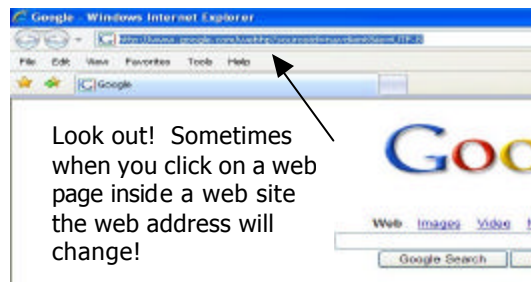 Google - Windows Internet Explorer
File Edit View Favorites Tools Help
Google
Look out! Sometimes
when you click on a web
page inside a web site
the web address will
change!
Goo
Web Images Video
Google Search